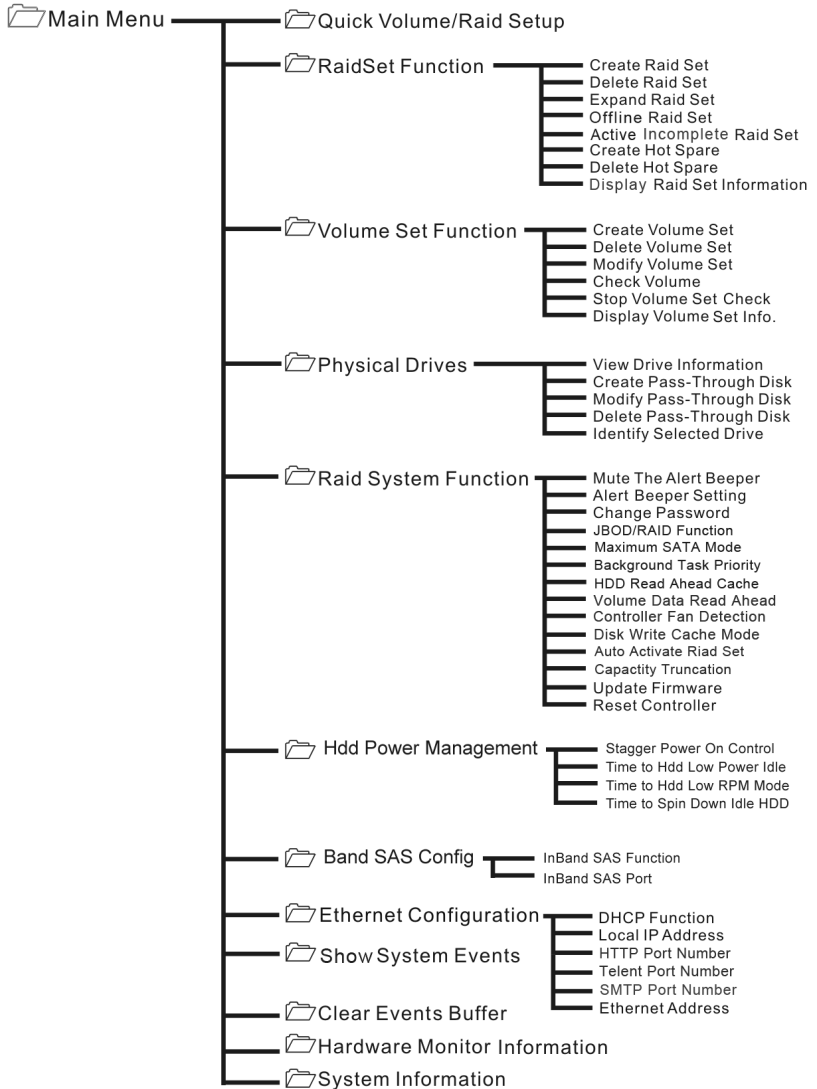 Main Menu
Quick Volume/Raid Setup
RaidSet Function
Create Raid Set
Delete Raid Set
Expand Raid Set
Offline Raid Set
Active Incomplete Raid Set
Create Hot Spare
Delete Hot Spare
Display Raid Set Information
Volume Set Function
Create Volume Set
Delete Volume Set
Modify Volume Set
Check Volume
Stop Volume Set Check
Display Volume Set Info.
Physical Drives
View Drive Information
Create Pass-Through Disk
Modify Pass-Through Disk
Delete Pass-Through Disk
Identify Selected Drive
Raid System Function
Mute The Alert Beeper
Alert Beeper Setting
Change Password
JBOD/RAID Function
Maximum SATA Mode
Background Task Priority
HDD Read Ahead Cache
Volume Data Read Ahead
Controller Fan Detection
Disk Write Cache Mode
Auto Activate Riad Set
Capactity Truncation
Update Firmware
Reset Controller
Hdd Power Management
Stagger Power On Control
Time to Hdd Low Power Idle
Time to Hdd Low RPM Mode
Time to Spin Down Idle HDD
Band SAS Config
InBand SAS Function
InBand SAS Port
Ethernet Configuration
DHCP Function
Local IP Address
HTTP Port Number
Telent Port Number
SMTP Port Number
Ethernet Address
Show System Events
Clear Events Buffer
Hardware Monitor Information
System Information